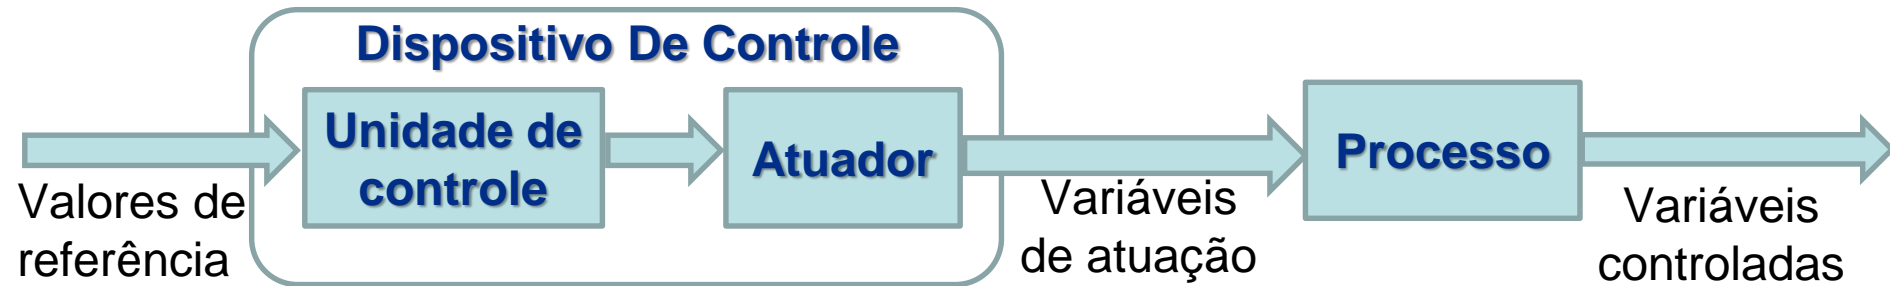 Dispositivo De Controle
Unidade de
controle
Atuador
Processo
Valores de
referência
Variáveis
de atuação
Variáveis
controladas